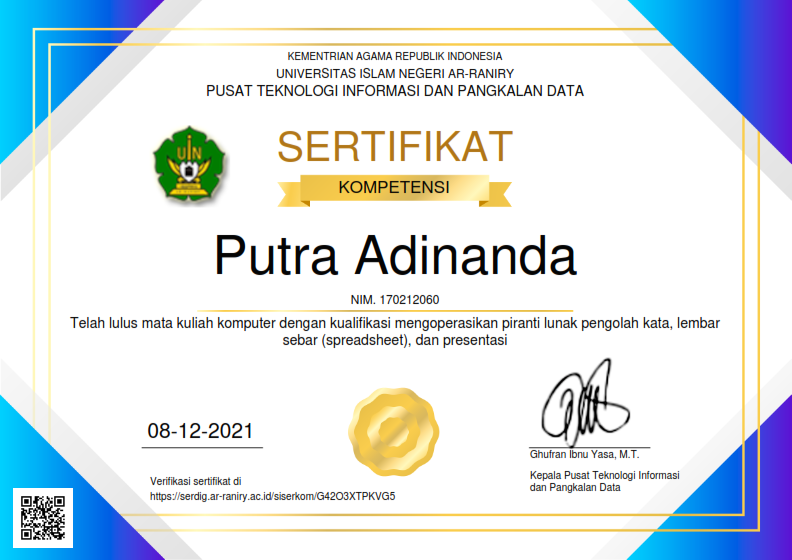 KEMENTRIAN AGAMA REPUBLIK INDONESIA
UNIVERSITAS ISLAM NEGERI AR-RANIRY
PUSAT TEKNOLOGI INFORMASI DAN PANGKALAN DATA
UIN
SERTIFIKAT
KOMPETENSI
Putra Adinanda
NIM. 170212060
Telah lulus mata kuliah komputer dengan kualifikasi mengoperasikan piranti lunak pengolah kata, lembar
sebar (spreadsheet), dan presentasi
08-12-2021
Ghufran Ibnu Yasa, M.T.
Kepala Pusat Teknologi Informasi
dan Pangkalan Data
Verifikasi sertifikat di
https://serdig.ar-raniry.ac.id/siserkom/G42O3XTPKVG5